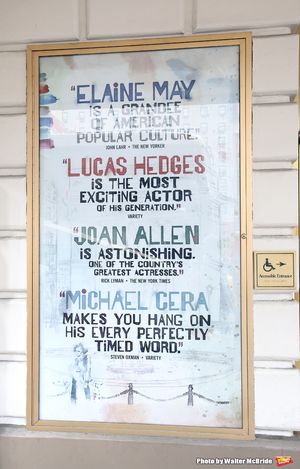 "ELAiNE MAY
iS A GRANDEE
OF AMERICAN
POPULAR CULTURE."
JOHN LAHR • THE NEW YORKER
"LUCAS HEDGES
iS THE MOST
EXCITING ACTOR
OF HIS GENERATION."
VARIETY
"JOAN ALLEN
iS ASTONISHING.
ONE OF THE COUNTRY'S
GREATEST ACTRESSES."
RICK LYMAN • THE NEW YORK TIMES
"MiCHAEL CERA
MAKES YOU HANG ON
HIS EVERY PERFECTLY
TIMED WORD."
STEVEN OXMAN • VARIETY
Accessible Entrance
Photo by Walter McBride